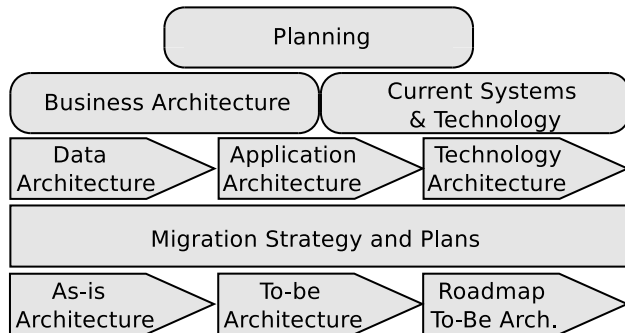 Planning
Business Architecture
Current Systems
& Technology
Data
Architecture
Application
Architecture
Technology
Architecture
Migration Strategy and Plans
As-is
Architecture
To-be
Architecture
Roadmap
To-Be Arch.